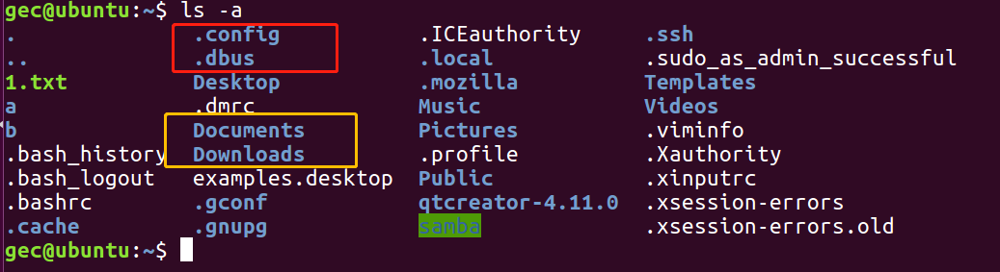 gec@ubuntu:~$ ls -a
. .config .ICEauthority .ssh
.. .dbus .local .sudo_as_admin_successful
1.txt Desktop .mozilla Templates
a .dmrc Music Videos
b Documents Pictures .viminfo
.bash_history Downloads .profile .Xauthority
.bash_logout examples.desktop Public .xinputrc
.bashrc .gconf qtcreator-4.11.0 .xsession-errors
.cache .gnupg samba .xsession-errors.old
gec@ubuntu:~$